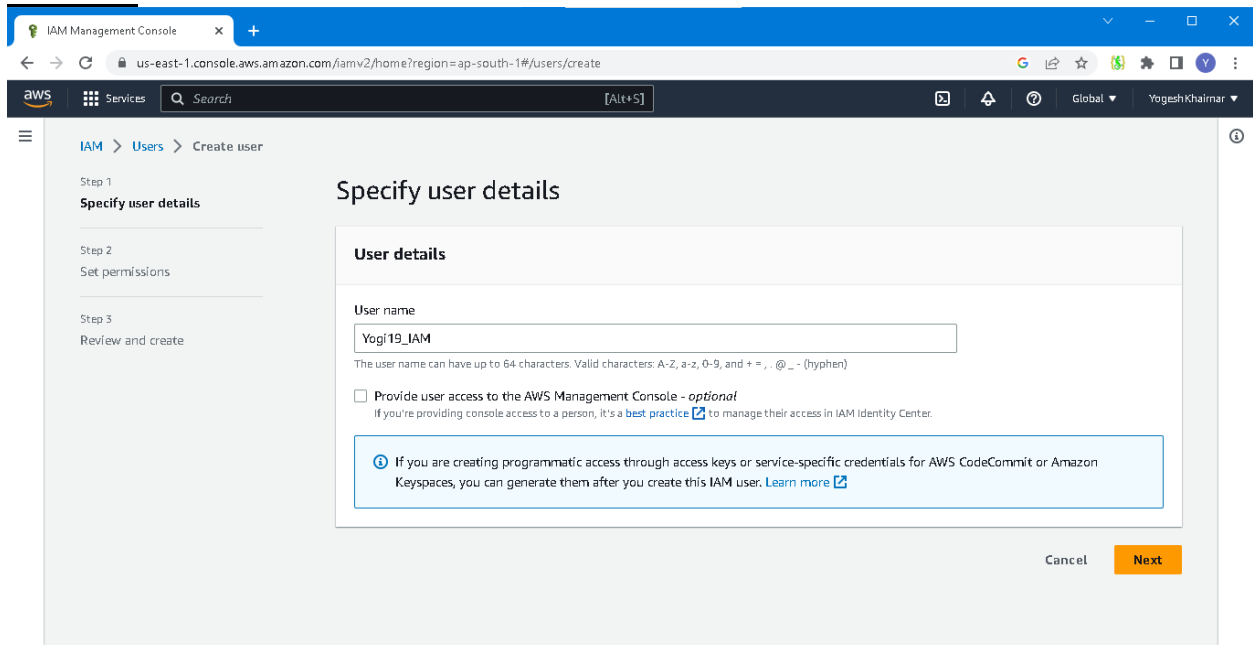 IAM Management Console
us-east-1.console.aws.amazon.com/iamv2/home?region=ap-south-1#/users/create
G
Y
aws
Services
Search
[Alt+S]
Global
YogeshKhairnar
IAM > Users > Create user
Step 1
Specify user details
Step 2
Set permissions
Step 3
Review and create
Specify user details
User details
User name
Yogi19_IAM
The user name can have up to 64 characters. Valid characters: A-Z, a-z, 0-9, and + = , . @ _ - (hyphen)
Provide user access to the AWS Management Console - optional
If you're providing console access to a person, it's a best practice to manage their access in IAM Identity Center.
If you are creating programmatic access through access keys or service-specific credentials for AWS CodeCommit or Amazon
Keyspaces, you can generate them after you create this IAM user. Learn more
Cancel
Next